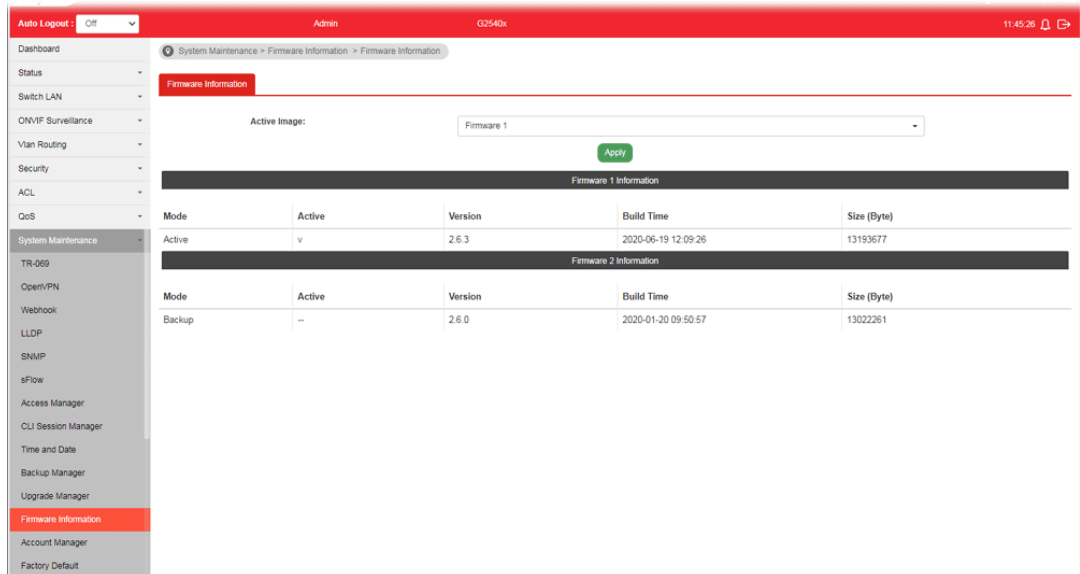 Auto Logout : Off Admin G2540x 11:45:26
Dashboard
Status
Switch LAN
ONVIF Surveillance
Vlan Routing
Security
ACL
QoS
System Maintenance
TR-069
OpenVPN
Webhook
LLDP
SNMP
sFlow
Access Manager
CLI Session Manager
Time and Date
Backup Manager
Upgrade Manager
Firmware Information
Account Manager
Factory Default
System Maintenance > Firmware Information > Firmware Information
Firmware Information
Active Image: Firmware 1
Apply
Firmware 1 Information
Mode Active Version Build Time Size (Byte)
Active v 2.6.3 2020-06-19 12:09:26 13193677
Firmware 2 Information
Mode Active Version Build Time Size (Byte)
Backup -- 2.6.0 2020-01-20 09:50:57 13022261